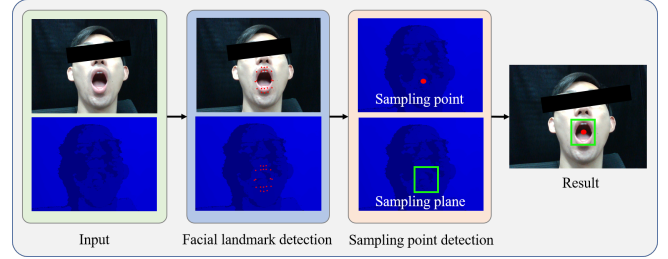 Sampling point
Sampling plane
Input
Facial landmark detection
Sampling point detection
Result